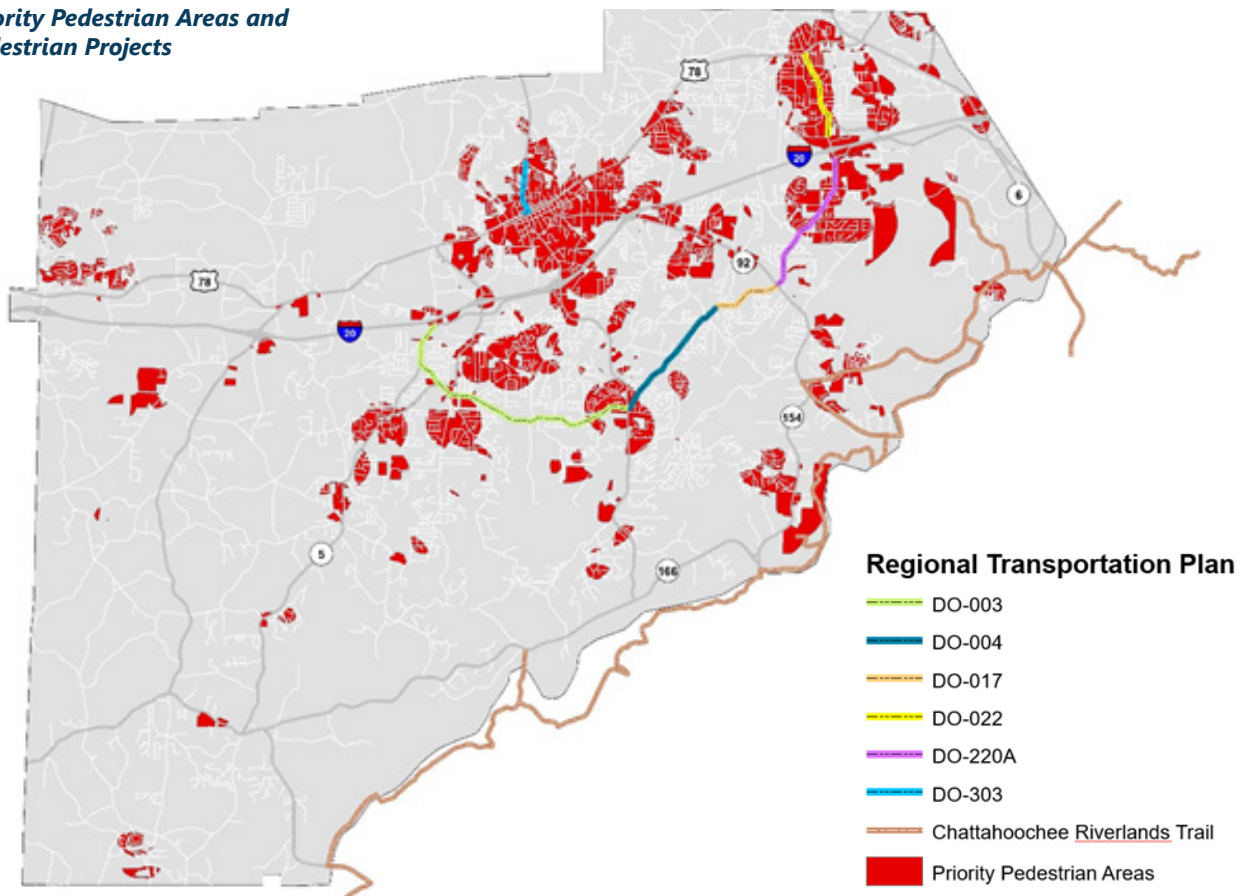 ority Pedestrian Areas and
destrian Projects
78
20
6
92
78
20
154
5
166
Regional Transportation Plan
DO-003
DO-004
DO-017
DO-022
DO-220A
DO-303
Chattahoochee Riverlands Trail
Priority Pedestrian Areas